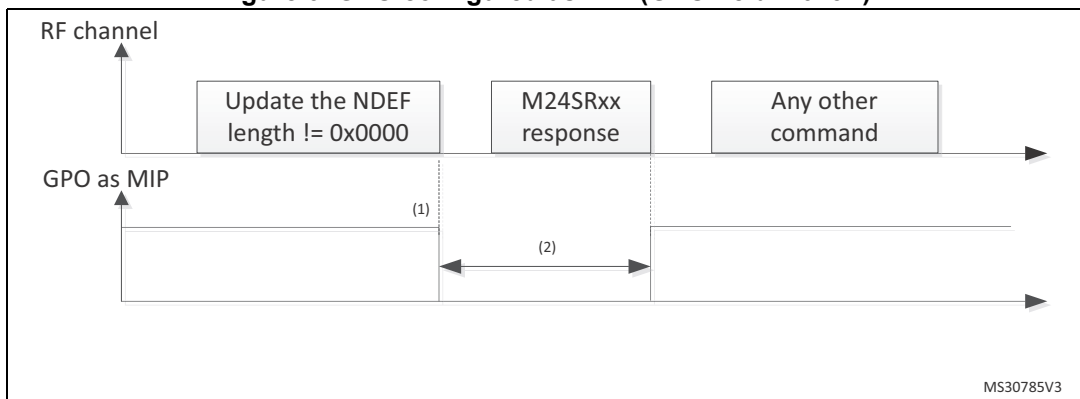 RF channel
Update the NDEF
length != 0x0000
M24SRxx
response
Any other
command
GPO as MIP
(1)
(2)
MS30785V3